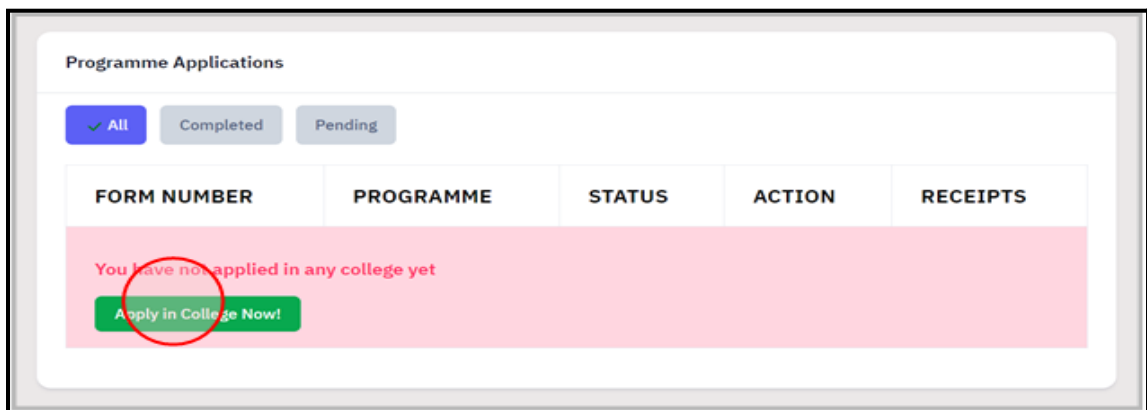 Programme Applications
All Completed Pending
FORM NUMBER PROGRAMME STATUS ACTION RECEIPTS
You have not applied in any college yet
Apply in College Now!